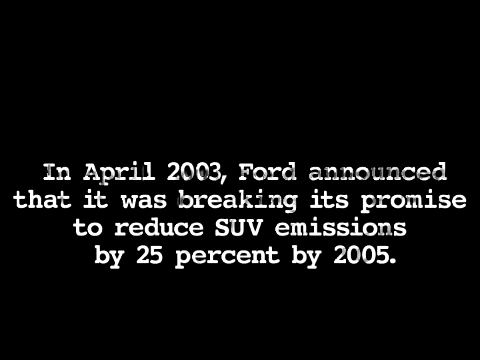 In April 2003, Ford announced
that it was breaking its promise
to reduce SUV emissions
by 25 percent by 2005.